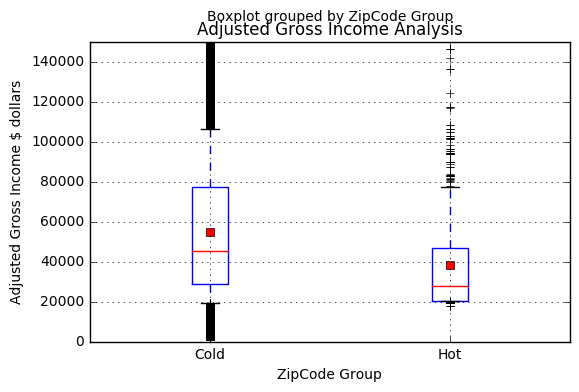 Boxplot grouped by ZipCode Group
Adjusted Gross Income Analysis
Adjusted Gross Income $ dollars
140000
120000
100000
80000
60000
40000
20000
0
Cold
Hot
ZipCode Group